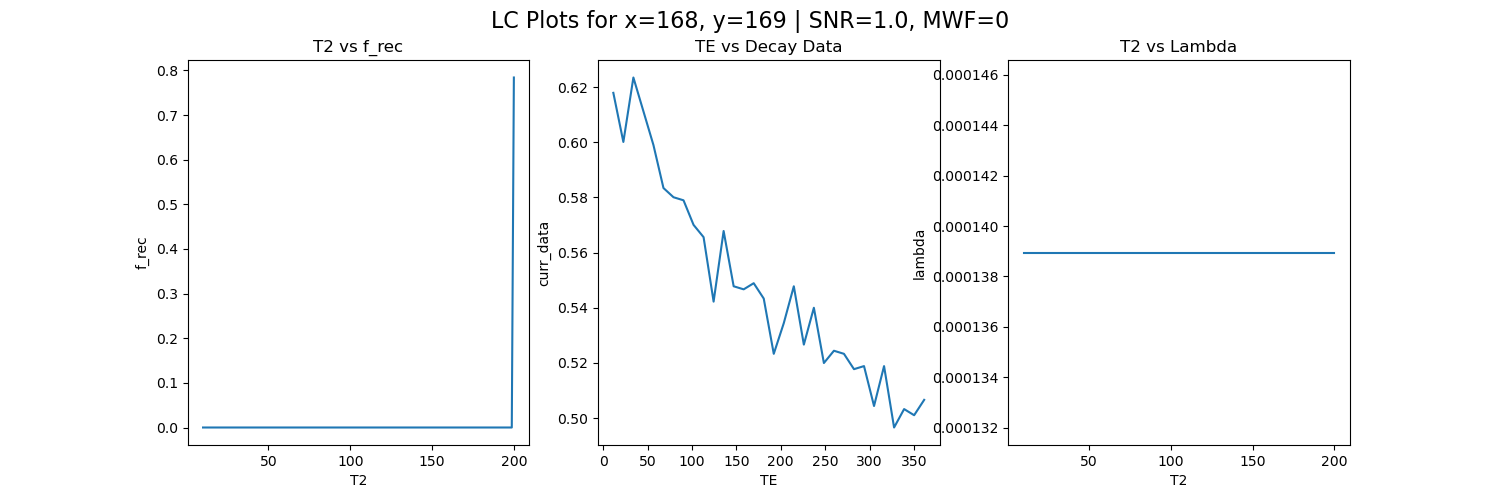 LC Plots for x=168, y=169 | SNR=1.0, MWF=0
T2 vs f_rec
0.8
0.7
0.6
0.5
0.4
0.3
0.2
0.1
0.0
f_rec
50 100 150 200
T2
TE vs Decay Data
0.62
0.60
0.58
0.56
0.54
0.52
0.50
curr_data
0 50 100 150 200 250 300 350
TE
T2 vs Lambda
0.000146
0.000144
0.000142
0.000140
0.000138
0.000136
0.000134
0.000132
lambda
50 100 150 200
T2